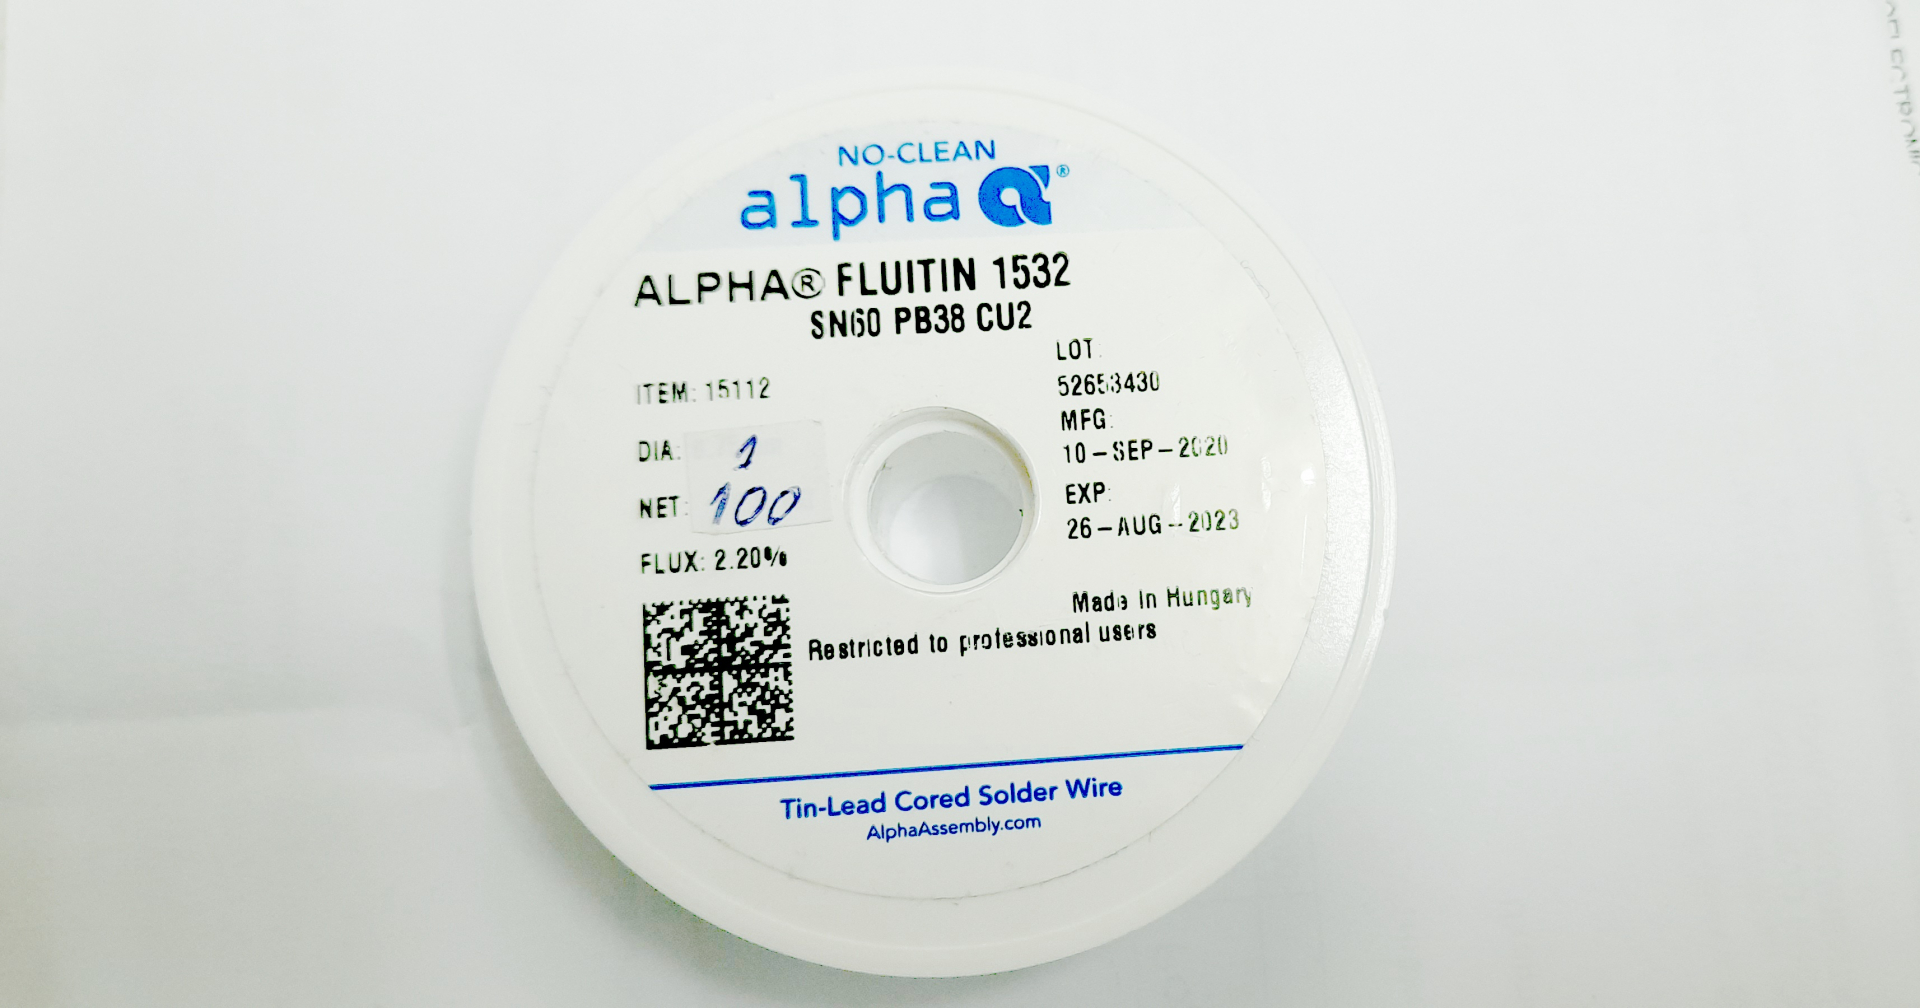 NO-CLEAN
alpha®
ALPHA® FLUITIN 1532
SN60 PB38 CU2
ITEM: 15112
DIA: 1
NET: 100
FLUX: 2.20%
LOT:
52653430
MFG:
10-SEP-2020
EXP:
26-AUG-2023
Made In Hungary
Restricted to professional users
Tin-Lead Cored Solder Wire
AlphaAssembly.com